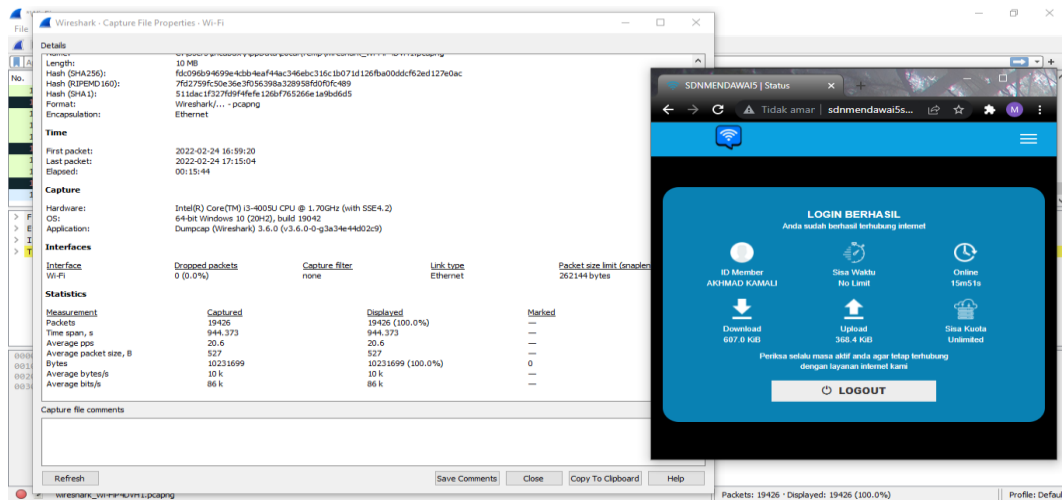 File
No.
Wireshark · Capture File Properties - Wi-Fi
Details
Length: 10 MB
Hash (SHA256): fdc096b94699e4cbb4eaf44ac346ebc316c1b071d126fba00ddcf62ed127e0ac
Hash (RIPEMD160): 7fd2759fc50e36e3f056398a328958fd0f0fc489
Hash (SHA1): 511dac1f327fd9f4fefe126bf765266e1a9bd6d5
Format: Wireshark/... - pcapng
Encapsulation: Ethernet
Time
First packet: 2022-02-24 16:59:20
Last packet: 2022-02-24 17:15:04
Elapsed: 00:15:44
Capture
Hardware: Intel(R) Core(TM) i3-4005U CPU @ 1.70GHz (with SSE4.2)
OS: 64-bit Windows 10 (20H2), build 19042
Application: Dumpcap (Wireshark) 3.6.0 (v3.6.0-0-g3a34e44d02c9)
Interfaces
Interface Dropped packets Capture filter Link type Packet size limit (snaplen
Wi-Fi 0 (0.0%) none Ethernet 262144 bytes
Statistics
Measurement Captured Displayed Marked
Packets 19426 19426 (100.0%) —
Time span, s 944.373 944.373 —
Average pps 20.6 20.6 —
Average packet size, B 527 527 —
Bytes 10231699 10231699 (100.0%) 0
Average bytes/s 10 k 10 k —
Average bits/s 86 k 86 k —
Capture file comments
Refresh Save Comments Close Copy To Clipboard Help
Packets: 19426 · Displayed: 19426 (100.0%) Profile: Defau
SDNMENDAWAI5 | Status
Tidak amar sdnmendawai5s... M
LOGIN BERHASIL
Anda sudah berhasil terhubung internet
ID Member Sisa Waktu Online
AKHMAD KAMALI No Limit 15m51s
Download Upload Sisa Kuota
607.0 KiB 368.4 KiB Unlimited
Periksa selalu masa aktif anda agar tetap terhubung
dengan layanan internet kami
LOGOUT